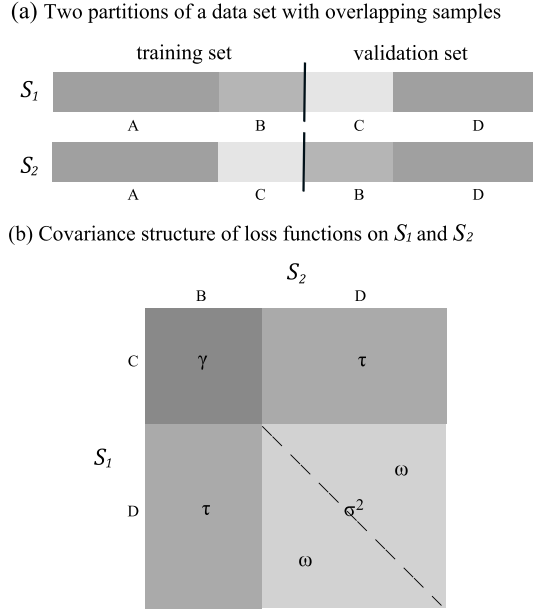 (a) Two partitions of a data set with overlapping samples
training set validation set
S₁
A B C D
S₂
A C B D
(b) Covariance structure of loss functions on S₁ and S₂
S₂
B D
C γ τ
S₁
ω
D τ σ²
ω